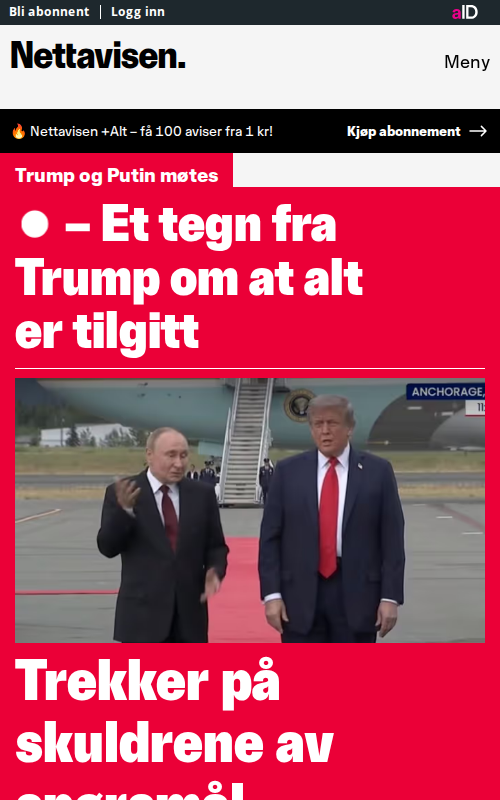 Bli abonnent | Logg inn
aID
Nettavisen.
Meny
🔥 Nettavisen +Alt – få 100 aviser fra 1 kr!
Kjøp abonnement →
Trump og Putin møtes
– Et tegn fra
Trump om at alt
er tilgitt
ANCHORAGE,
Trekker på
skuldrene av
spørsmål